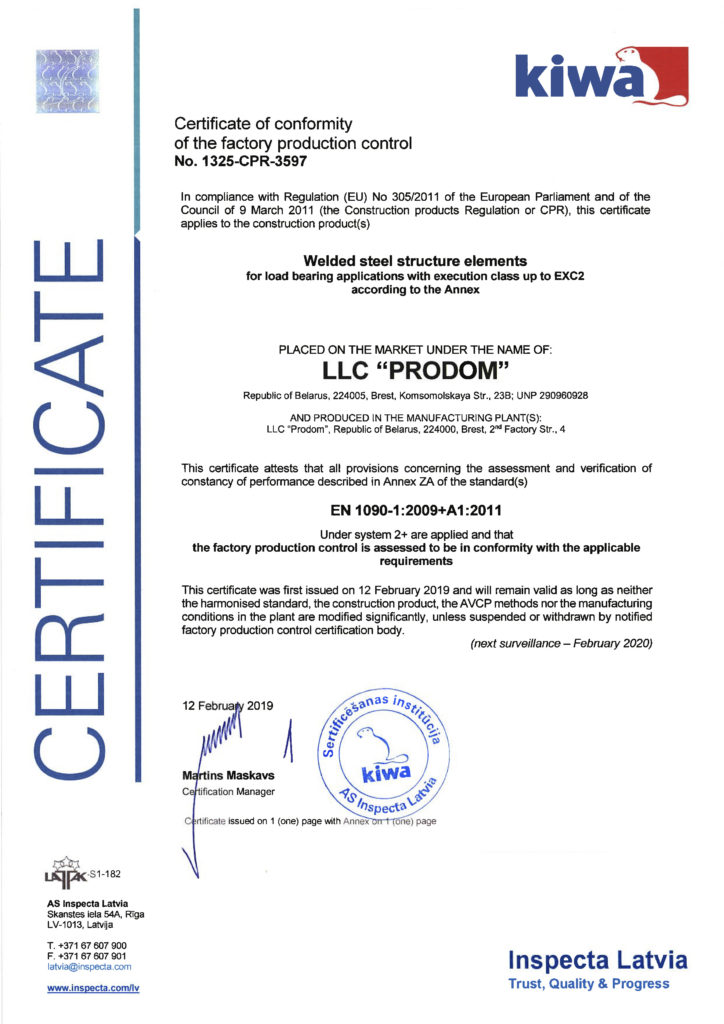 kiwa
Certificate of conformity
of the factory production control
No. 1325-CPR-3597
In compliance with Regulation (EU) No 305/2011 of the European Parliament and of the
Council of 9 March 2011 (the Construction products Regulation or CPR), this certificate
applies to the construction product(s)
Welded steel structure elements
for load bearing applications with execution class up to EXC2
according to the Annex
PLACED ON THE MARKET UNDER THE NAME OF:
LLC “PRODOM”
Republic of Belarus, 224005, Brest, Komsomolskaya Str., 23B; UNP 290960928
AND PRODUCED IN THE MANUFACTURING PLANT(S):
LLC “Prodom”, Republic of Belarus, 224000, Brest, 2nd Factory Str., 4
This certificate attests that all provisions concerning the assessment and verification of
constancy of performance described in Annex ZA of the standard(s)
EN 1090-1:2009+A1:2011
Under system 2+ are applied and that
the factory production control is assessed to be in conformity with the applicable
requirements
This certificate was first issued on 12 February 2019 and will remain valid as long as neither
the harmonised standard, the construction product, the AVCP methods nor the manufacturing
conditions in the plant are modified significantly, unless suspended or withdrawn by notified
factory production control certification body.
(next surveillance – February 2020)
12 February 2019
Martins Maskavs
Certification Manager
Certificate issued on 1 (one) page with Annex on 1 (one) page
Sertificēšanas institūcija
kiwa
AS Inspecta Latvia
CERTIFICATE
LATAK-S1-182
AS Inspecta Latvia
Skanstes iela 54A, Rīga
LV-1013, Latvija
T. +371 67 607 900
F. +371 67 607 901
latvia@inspecta.com
www.inspecta.com/lv
Inspecta Latvia
Trust, Quality & Progress